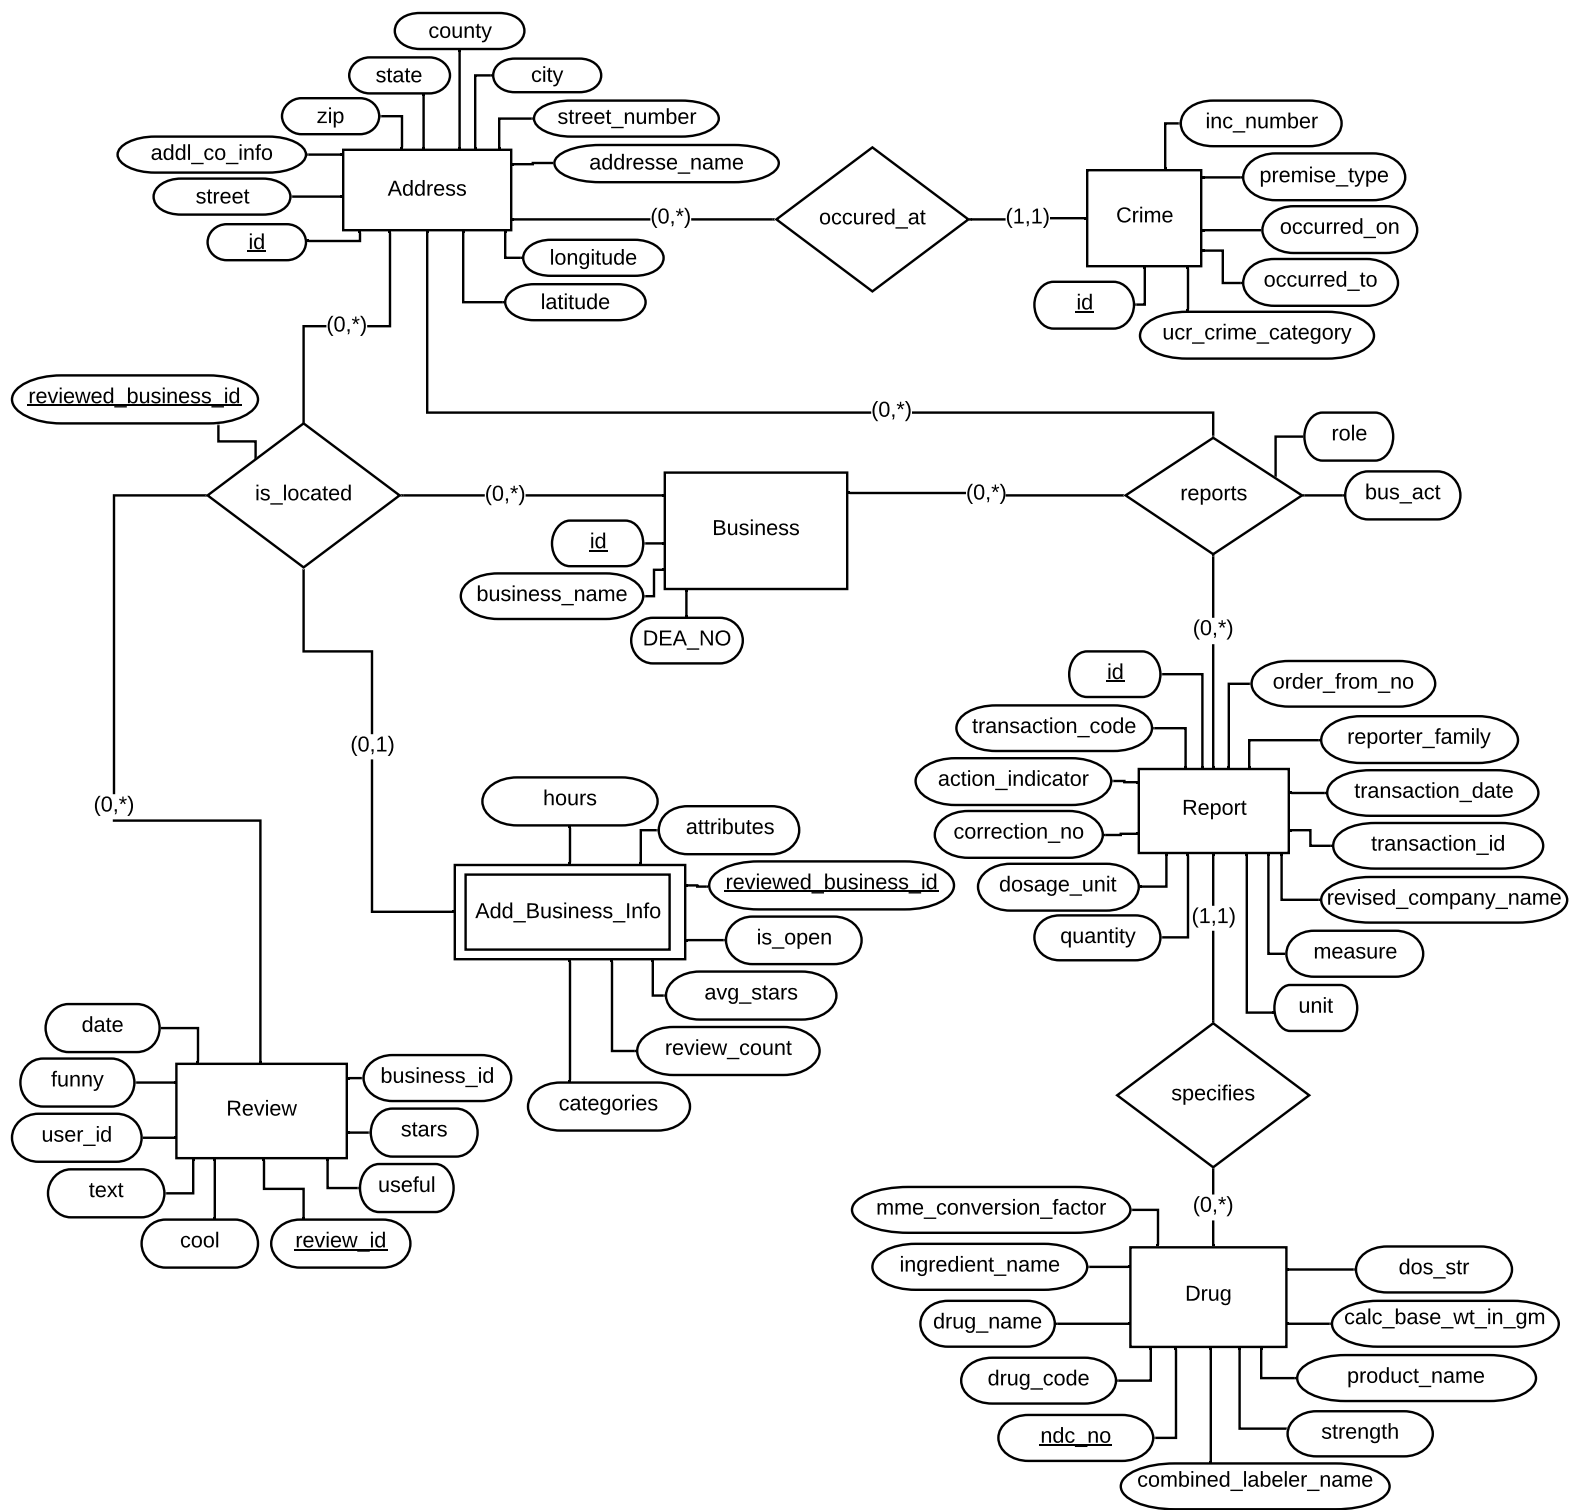 county
state
city
zip
street_number
inc_number
addl_co_info
addresse_name
premise_type
Address
street
(0,*)
occured_at
(1,1)
Crime
occurred_on
id
longitude
occurred_to
latitude
id
ucr_crime_category
(0,*)
reviewed_business_id
(0,*)
role
is_located
(0,*)
(0,*)
reports
bus_act
id
Business
business_name
DEA_NO
(0,*)
id
order_from_no
transaction_code
reporter_family
(0,1)
action_indicator
transaction_date
hours
(0,*)
Report
attributes
correction_no
transaction_id
reviewed_business_id
dosage_unit
revised_company_name
Add_Business_Info
(1,1)
is_open
quantity
measure
avg_stars
unit
date
review_count
funny
business_id
categories
specifies
Review
user_id
stars
text
useful
mme_conversion_factor
(0,*)
cool
review_id
ingredient_name
dos_str
Drug
drug_name
calc_base_wt_in_gm
drug_code
product_name
ndc_no
strength
combined_labeler_name